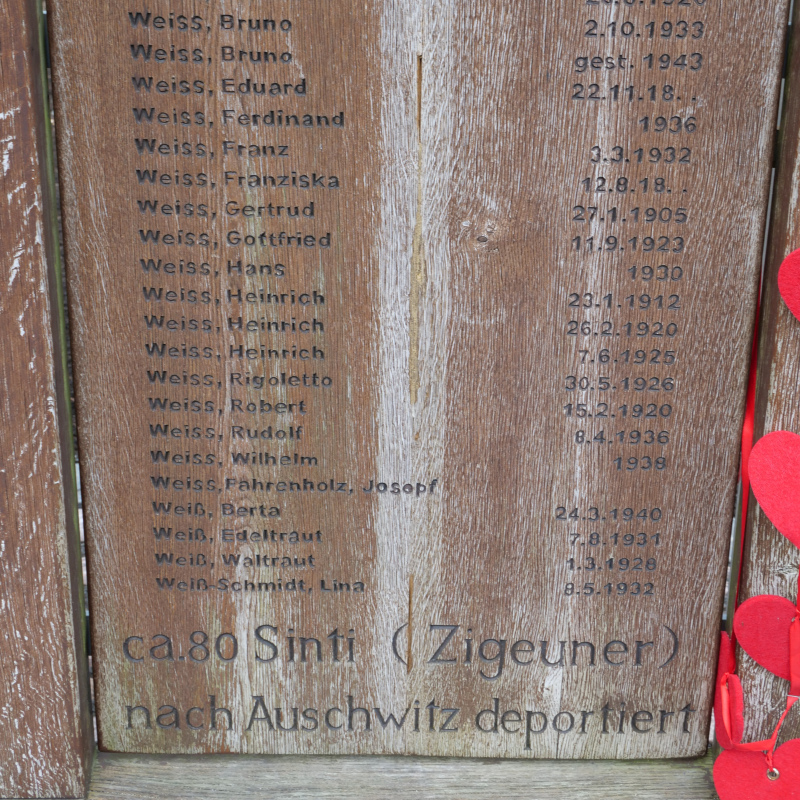 Weiss, Bruno 2.10.1933
Weiss, Bruno gest. 1943
Weiss, Eduard 22.11.18. .
Weiss, Ferdinand 1936
Weiss, Franz 3.3.1932
Weiss, Franziska 12.8.18. .
Weiss, Gertrud 27.1.1905
Weiss, Gottfried 11.9.1923
Weiss, Hans 1930
Weiss, Heinrich 23.1.1912
Weiss, Heinrich 26.2.1920
Weiss, Heinrich 7.6.1925
Weiss, Rigoletto 30.5.1926
Weiss, Robert 15.2.1920
Weiss, Rudolf 8.4.1936
Weiss, Wilhelm 1938
Weiss,Fahrenholz, Josopf
Weiß, Berta 24.3.1940
Weiß, Edeltraut 7.8.1931
Weiß, Waltraut 1.3.1928
Weiß-Schmidt, Lina 8.5.1932
ca.80 Sinti (Zigeuner)
nach Auschwitz deportiert